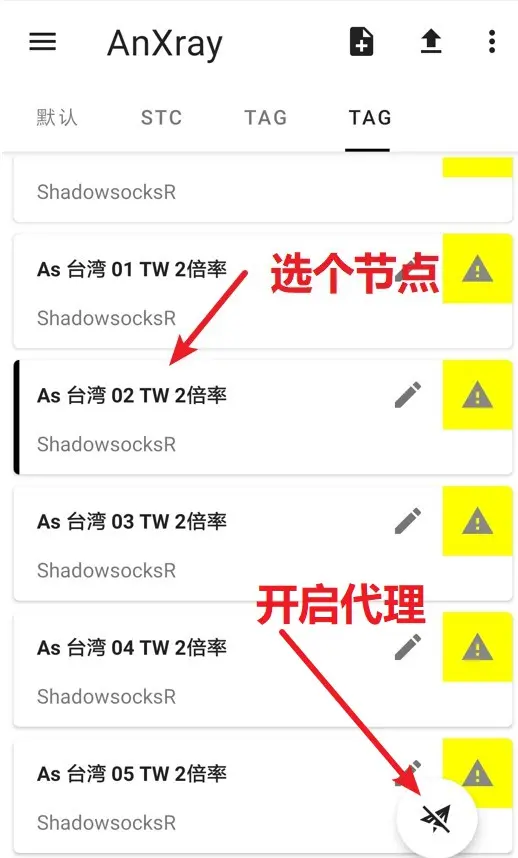 AnXray
默认 STC TAG TAG
ShadowsocksR
As 台湾 01 TW 2倍率
选个节点
ShadowsocksR
As 台湾 02 TW 2倍率
ShadowsocksR
As 台湾 03 TW 2倍率
ShadowsocksR
开启代理
As 台湾 04 TW 2倍率
ShadowsocksR
As 台湾 05 TW 2倍率
ShadowsocksR